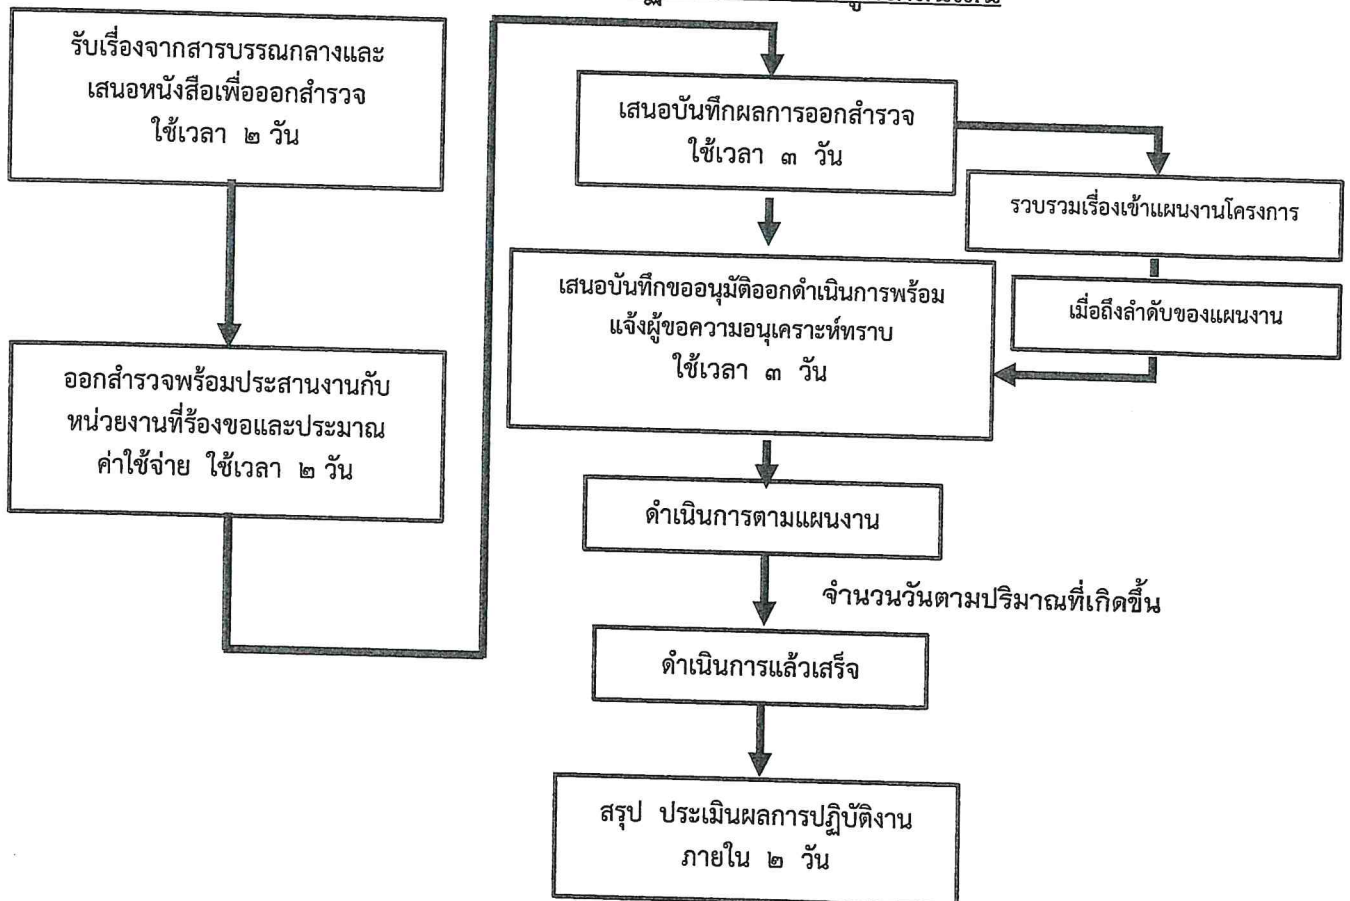 รับเรื่องจากสารบรรณกลางและ
เสนอหนังสือเพื่อออกสำรวจ
ใช้เวลา ๒ วัน
ออกสำรวจพร้อมประสานงานกับ
หน่วยงานที่ร้องขอและประมาณ
ค่าใช้จ่าย ใช้เวลา ๒ วัน
เสนอบันทึกผลการออกสำรวจ
ใช้เวลา ๓ วัน
รวบรวมเรื่องเข้าแผนงานโครงการ
เมื่อถึงลำดับของแผนงาน
เสนอบันทึกขออนุมัติออกดำเนินการพร้อม
แจ้งผู้ขอความอนุเคราะห์ทราบ
ใช้เวลา ๓ วัน
ดำเนินการตามแผนงาน
จำนวนวันตามปริมาณที่เกิดขึ้น
ดำเนินการแล้วเสร็จ
สรุป ประเมินผลการปฏิบัติงาน
ภายใน ๒ วัน